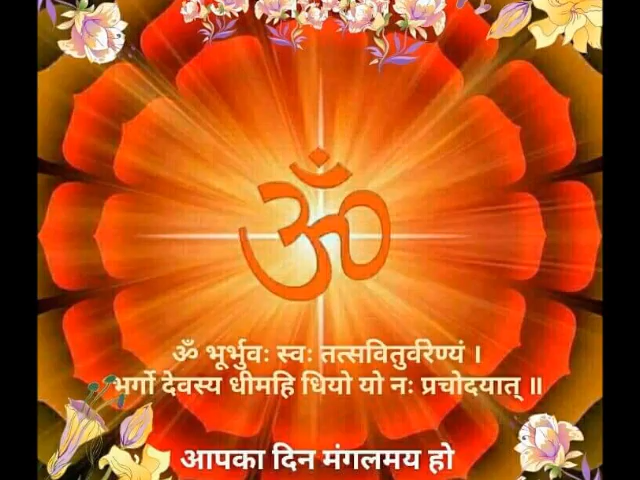 ॐ
ॐ भूर्भुवः स्वः तत्सवितुर्वरेण्यं ।
भर्गो देवस्य धीमहि धियो यो नः प्रचोदयात् ॥
आपका दिन मंगलमय हो